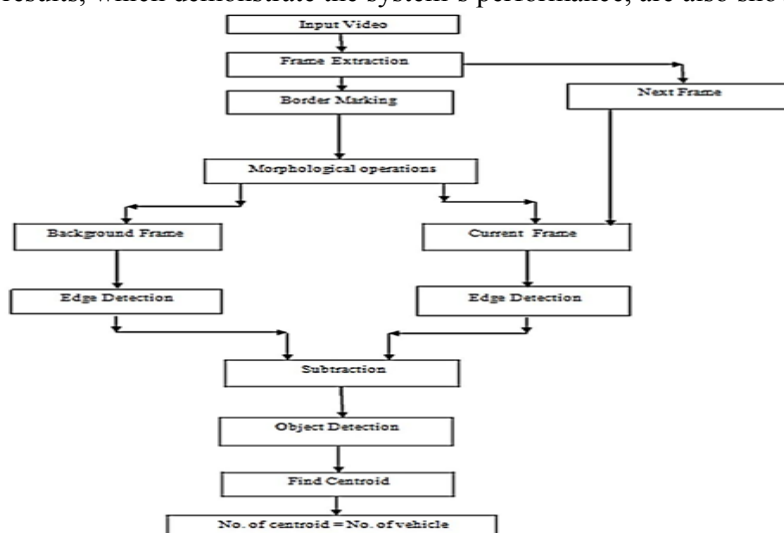 results, which demonstrate the system's performance, are also sho
Input Video
Frame Extraction
Next Frame
Border Marking
Morphological operations
Background Frame
Current Frame
Edge Detection
Edge Detection
Subtraction
Object Detection
Find Centroid
No. of centroid = No. of vehicle